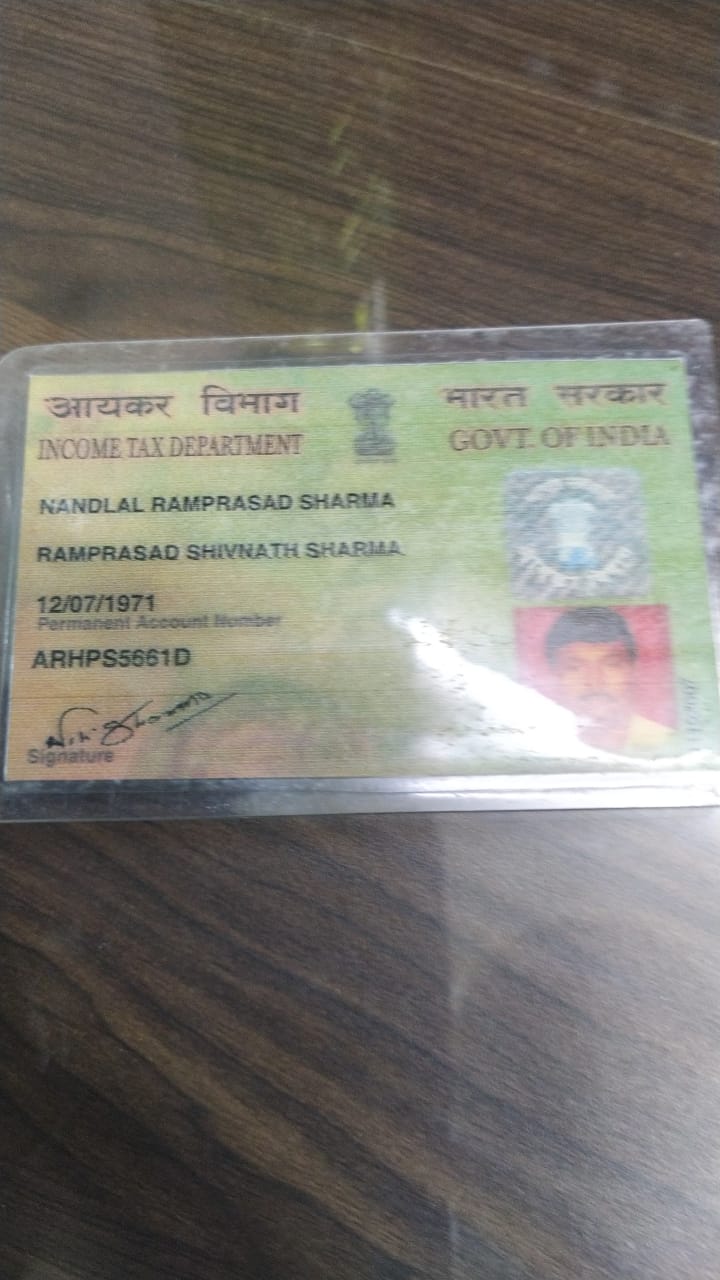 आयकर विभाग
INCOME TAX DEPARTMENT
भारत सरकार
GOVT. OF INDIA
NANDLAL RAMPRASAD SHARMA
RAMPRASAD SHIVNATH SHARMA
12/07/1971
Permanent Account Number
ARHPS5661D
Signature